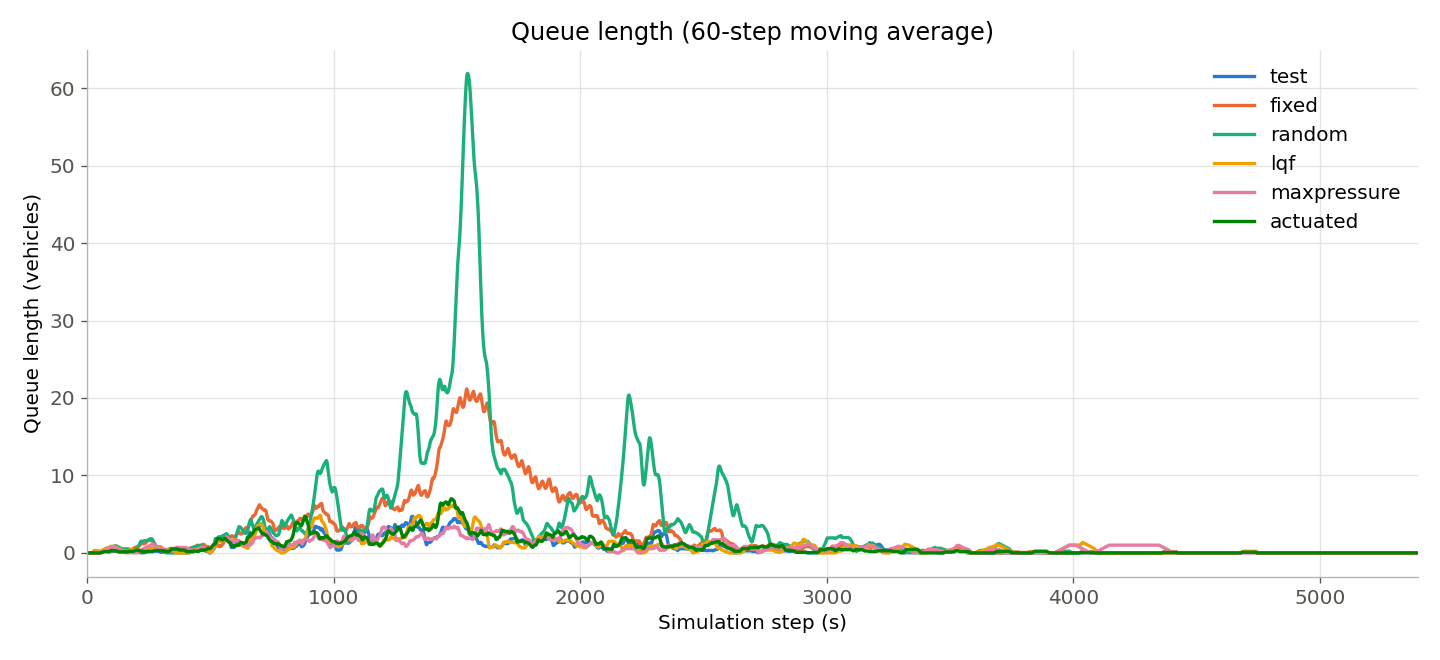 Queue length (60-step moving average)
Queue length (vehicles)
60
50
40
30
20
10
0
test
fixed
random
lqf
maxpressure
actuated
0 1000 2000 3000 4000 5000
Simulation step (s)